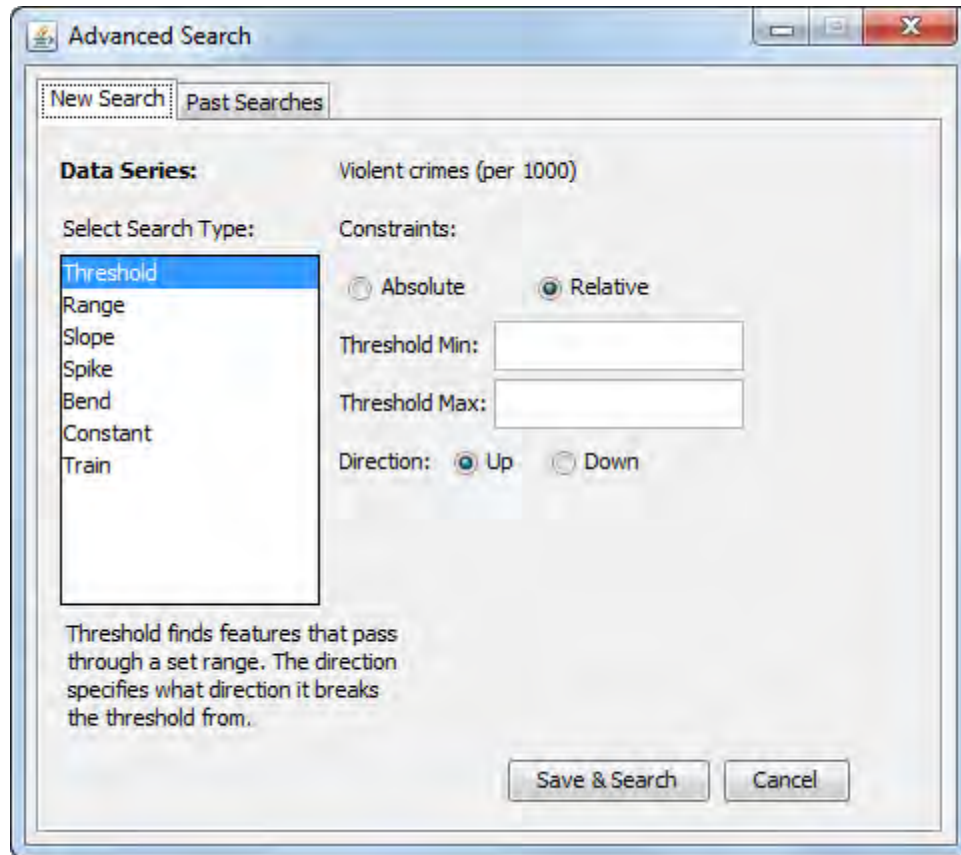 Advanced Search
New Search Past Searches
Data Series: Violent crimes (per 1000)
Select Search Type: Constraints:
Threshold
Range
Slope
Spike
Bend
Constant
Train
Absolute Relative
Threshold Min:
Threshold Max:
Direction: Up Down
Threshold finds features that pass
through a set range. The direction
specifies what direction it breaks
the threshold from.
Save & Search Cancel